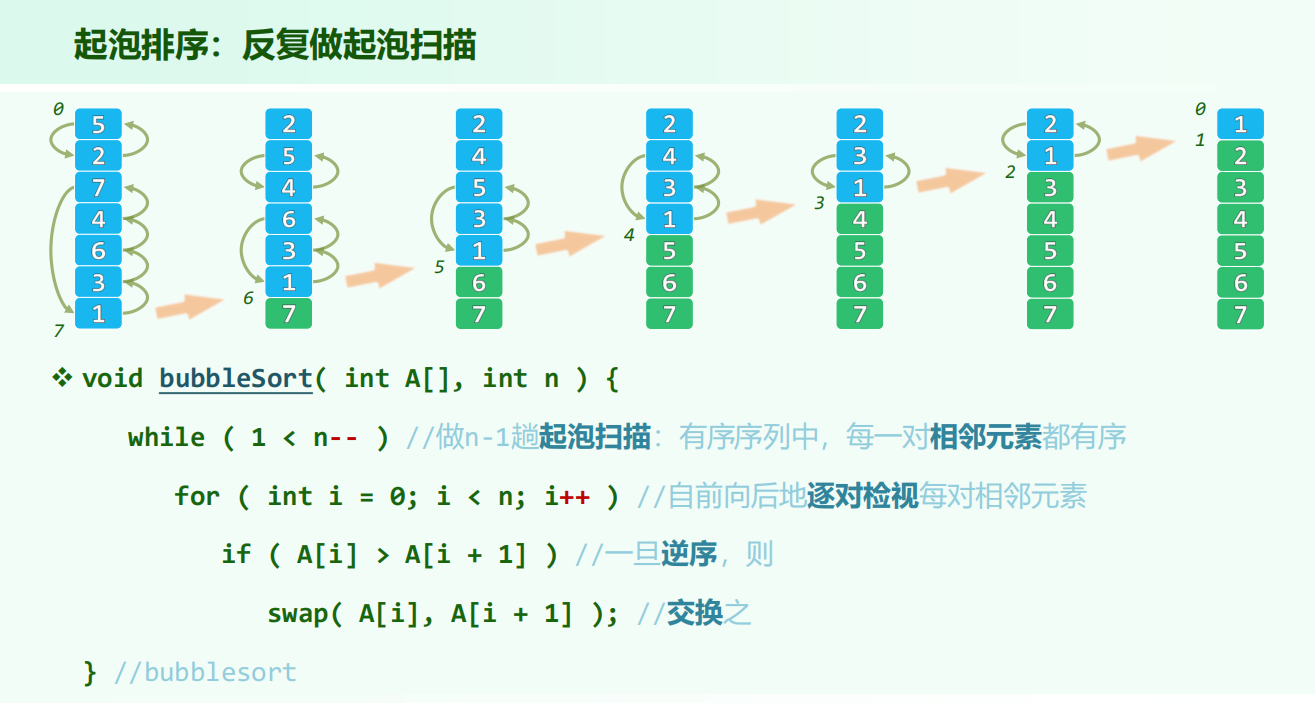 起泡排序：反复做起泡扫描
0 5 2 7 4 6 3 1 7
2 5 4 6 3 1 7 6
2 4 5 3 1 6 7 5
2 4 3 1 5 6 7 4
2 3 1 4 5 6 7 3
2 1 3 4 5 6 7 2
0 1 1 2 3 4 5 6 7
❖ void bubbleSort( int A[], int n ) {
while ( 1 < n-- ) //做n-1趟起泡扫描：有序序列中，每一对相邻元素都有序
for ( int i = 0; i < n; i++ ) //自前向后地逐对检视每对相邻元素
if ( A[i] > A[i + 1] ) //一旦逆序，则
swap( A[i], A[i + 1] ); //交换之
} //bubblesort